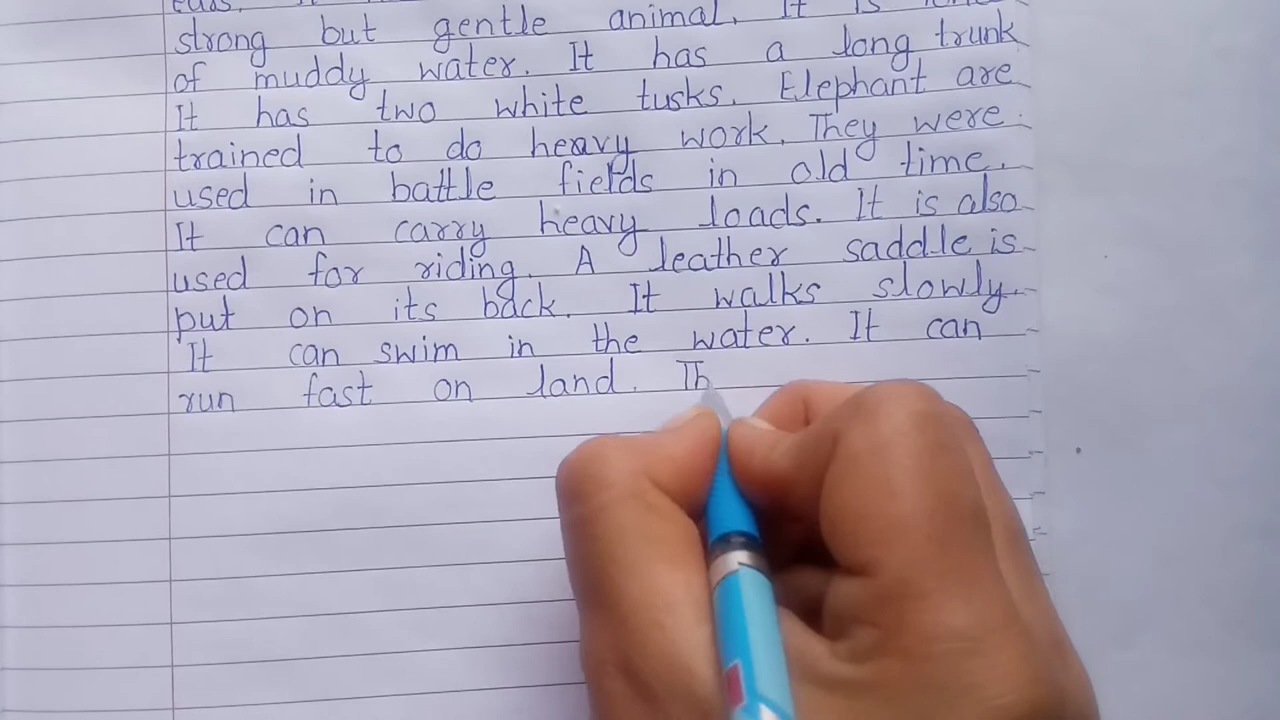 strong but gentle animal. It is
of muddy water. It has a long trunk
It has two white tusks. Elephant are
trained to do heavy work. They were
used in battle fields in old time.
It can carry heavy loads. It is also
used for riding. A leather saddle is
put on its back. It walks slowly.
It can swim in the water. It can
run fast on land. Th